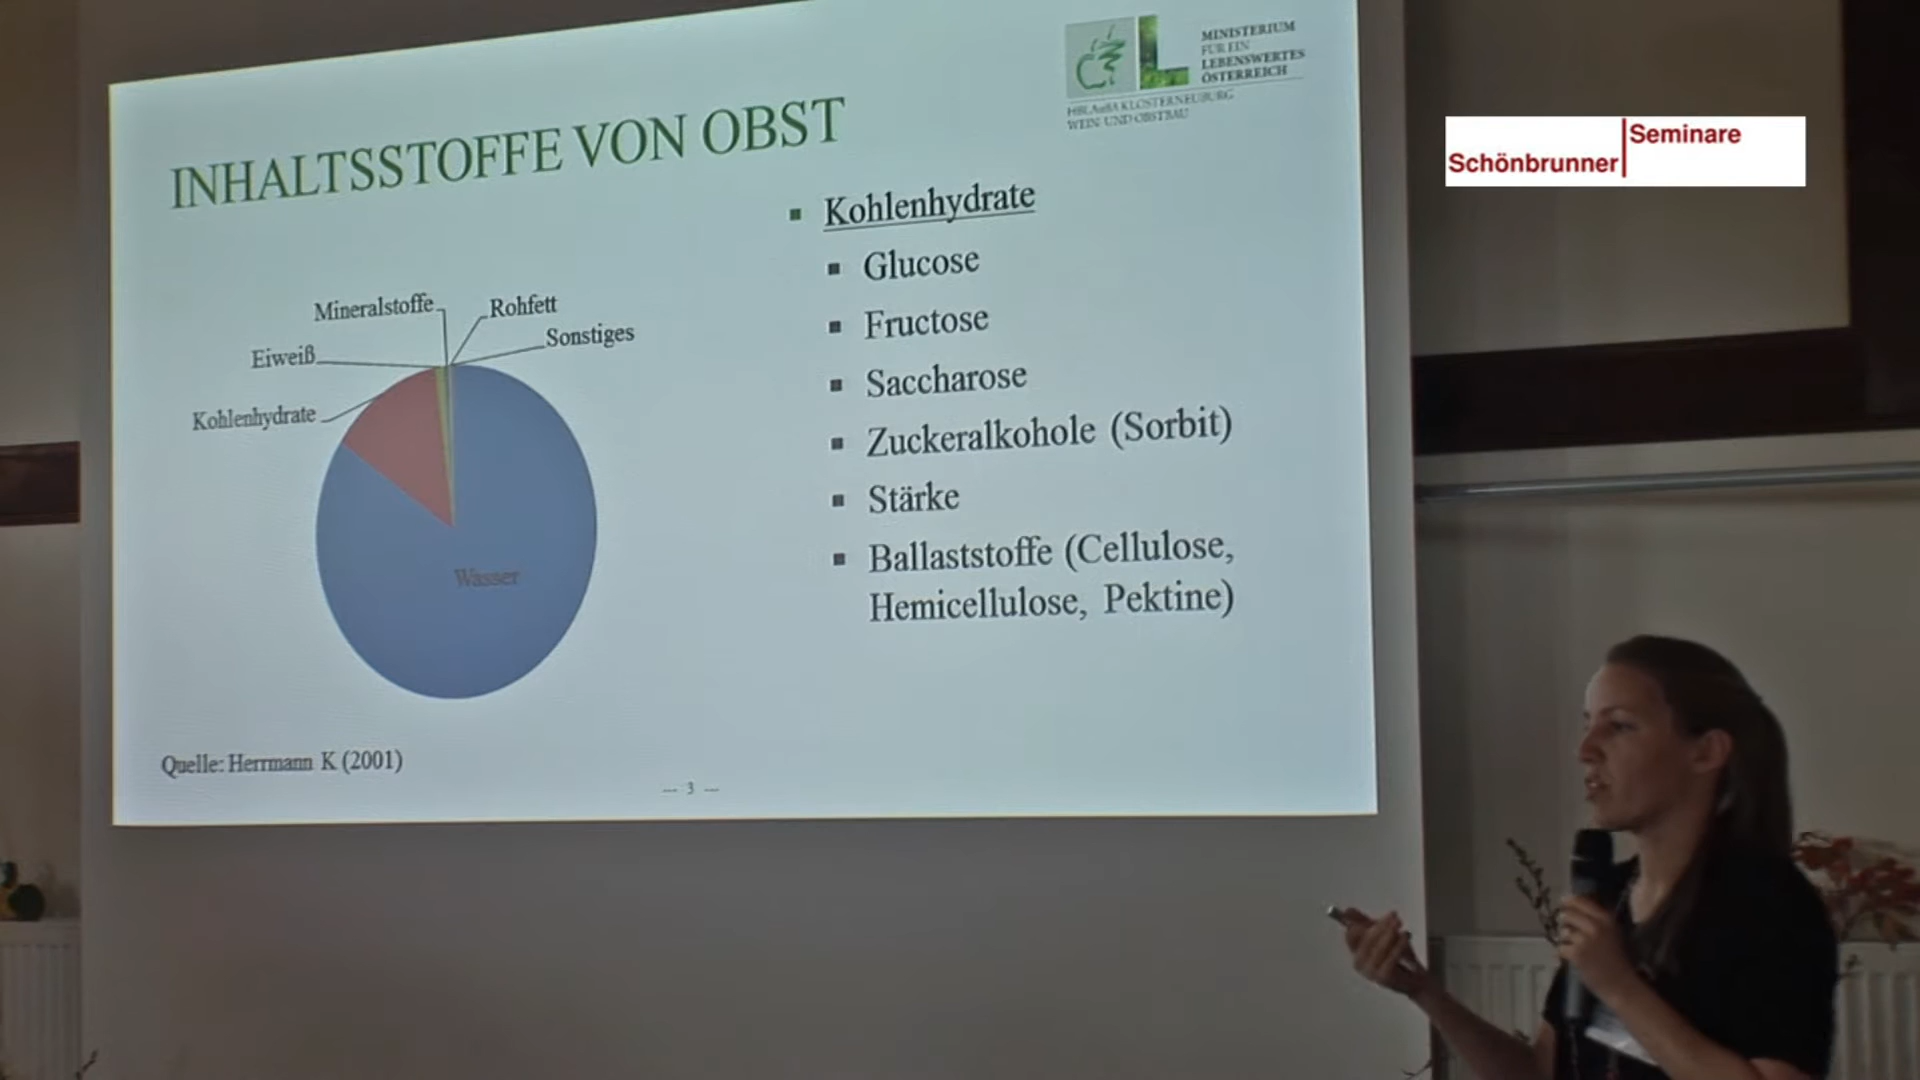 INHALTSSTOFFE VON OBST
MINISTERIUM
FÜR EIN
LEBENSWERTES
ÖSTERREICH
HBLAuBA KLOSTERNEUBURG
WEIN- UND OBSTBAU
Schönbrunner Seminare
Mineralstoffe
Rohfett
Sonstiges
Eiweiß
Kohlenhydrate
Wasser
▪ Kohlenhydrate
▪ Glucose
▪ Fructose
▪ Saccharose
▪ Zuckeralkohole (Sorbit)
▪ Stärke
▪ Ballaststoffe (Cellulose,
Hemicellulose, Pektine)
Quelle: Herrmann K (2001)
— 3 —